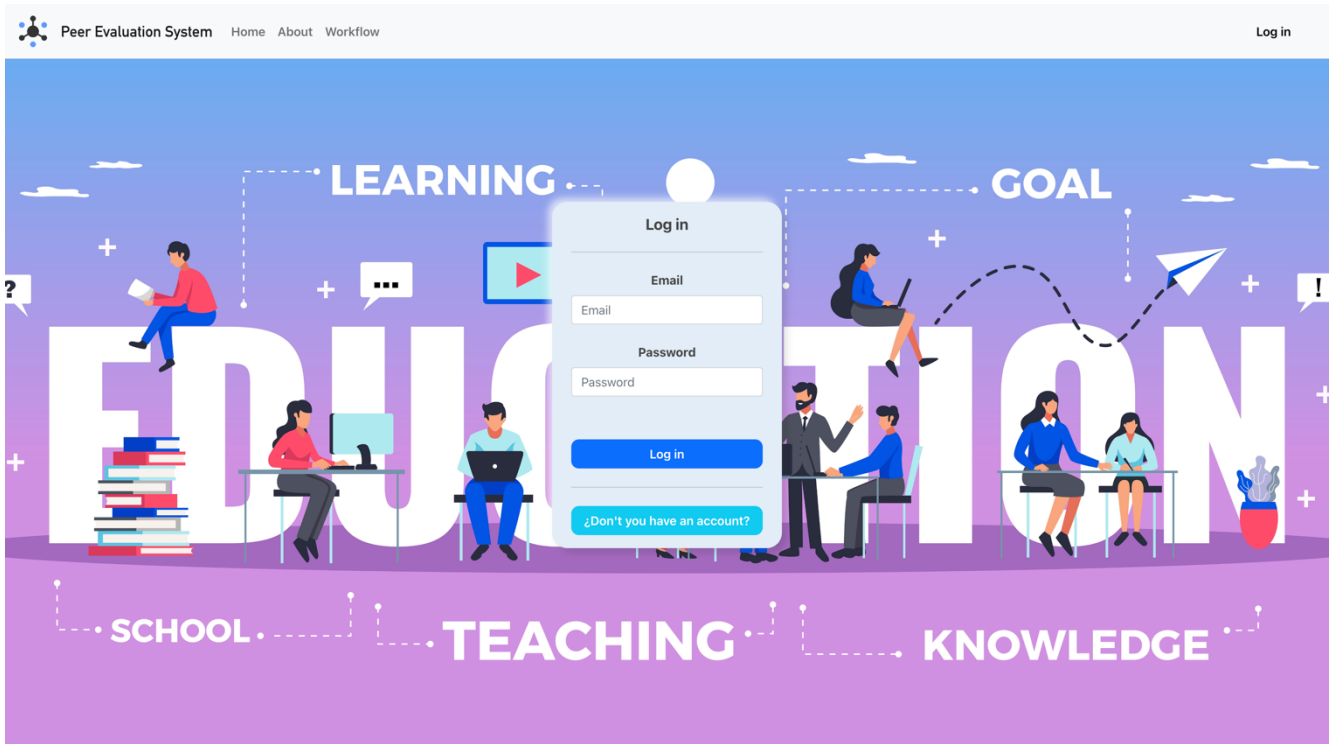 Peer Evaluation System Home About Workflow Log in
LEARNING
GOAL
Log in
Email
Email
Password
Password
Log in
¿Don't you have an account?
?
...
!
EDUCATION
SCHOOL
TEACHING
KNOWLEDGE